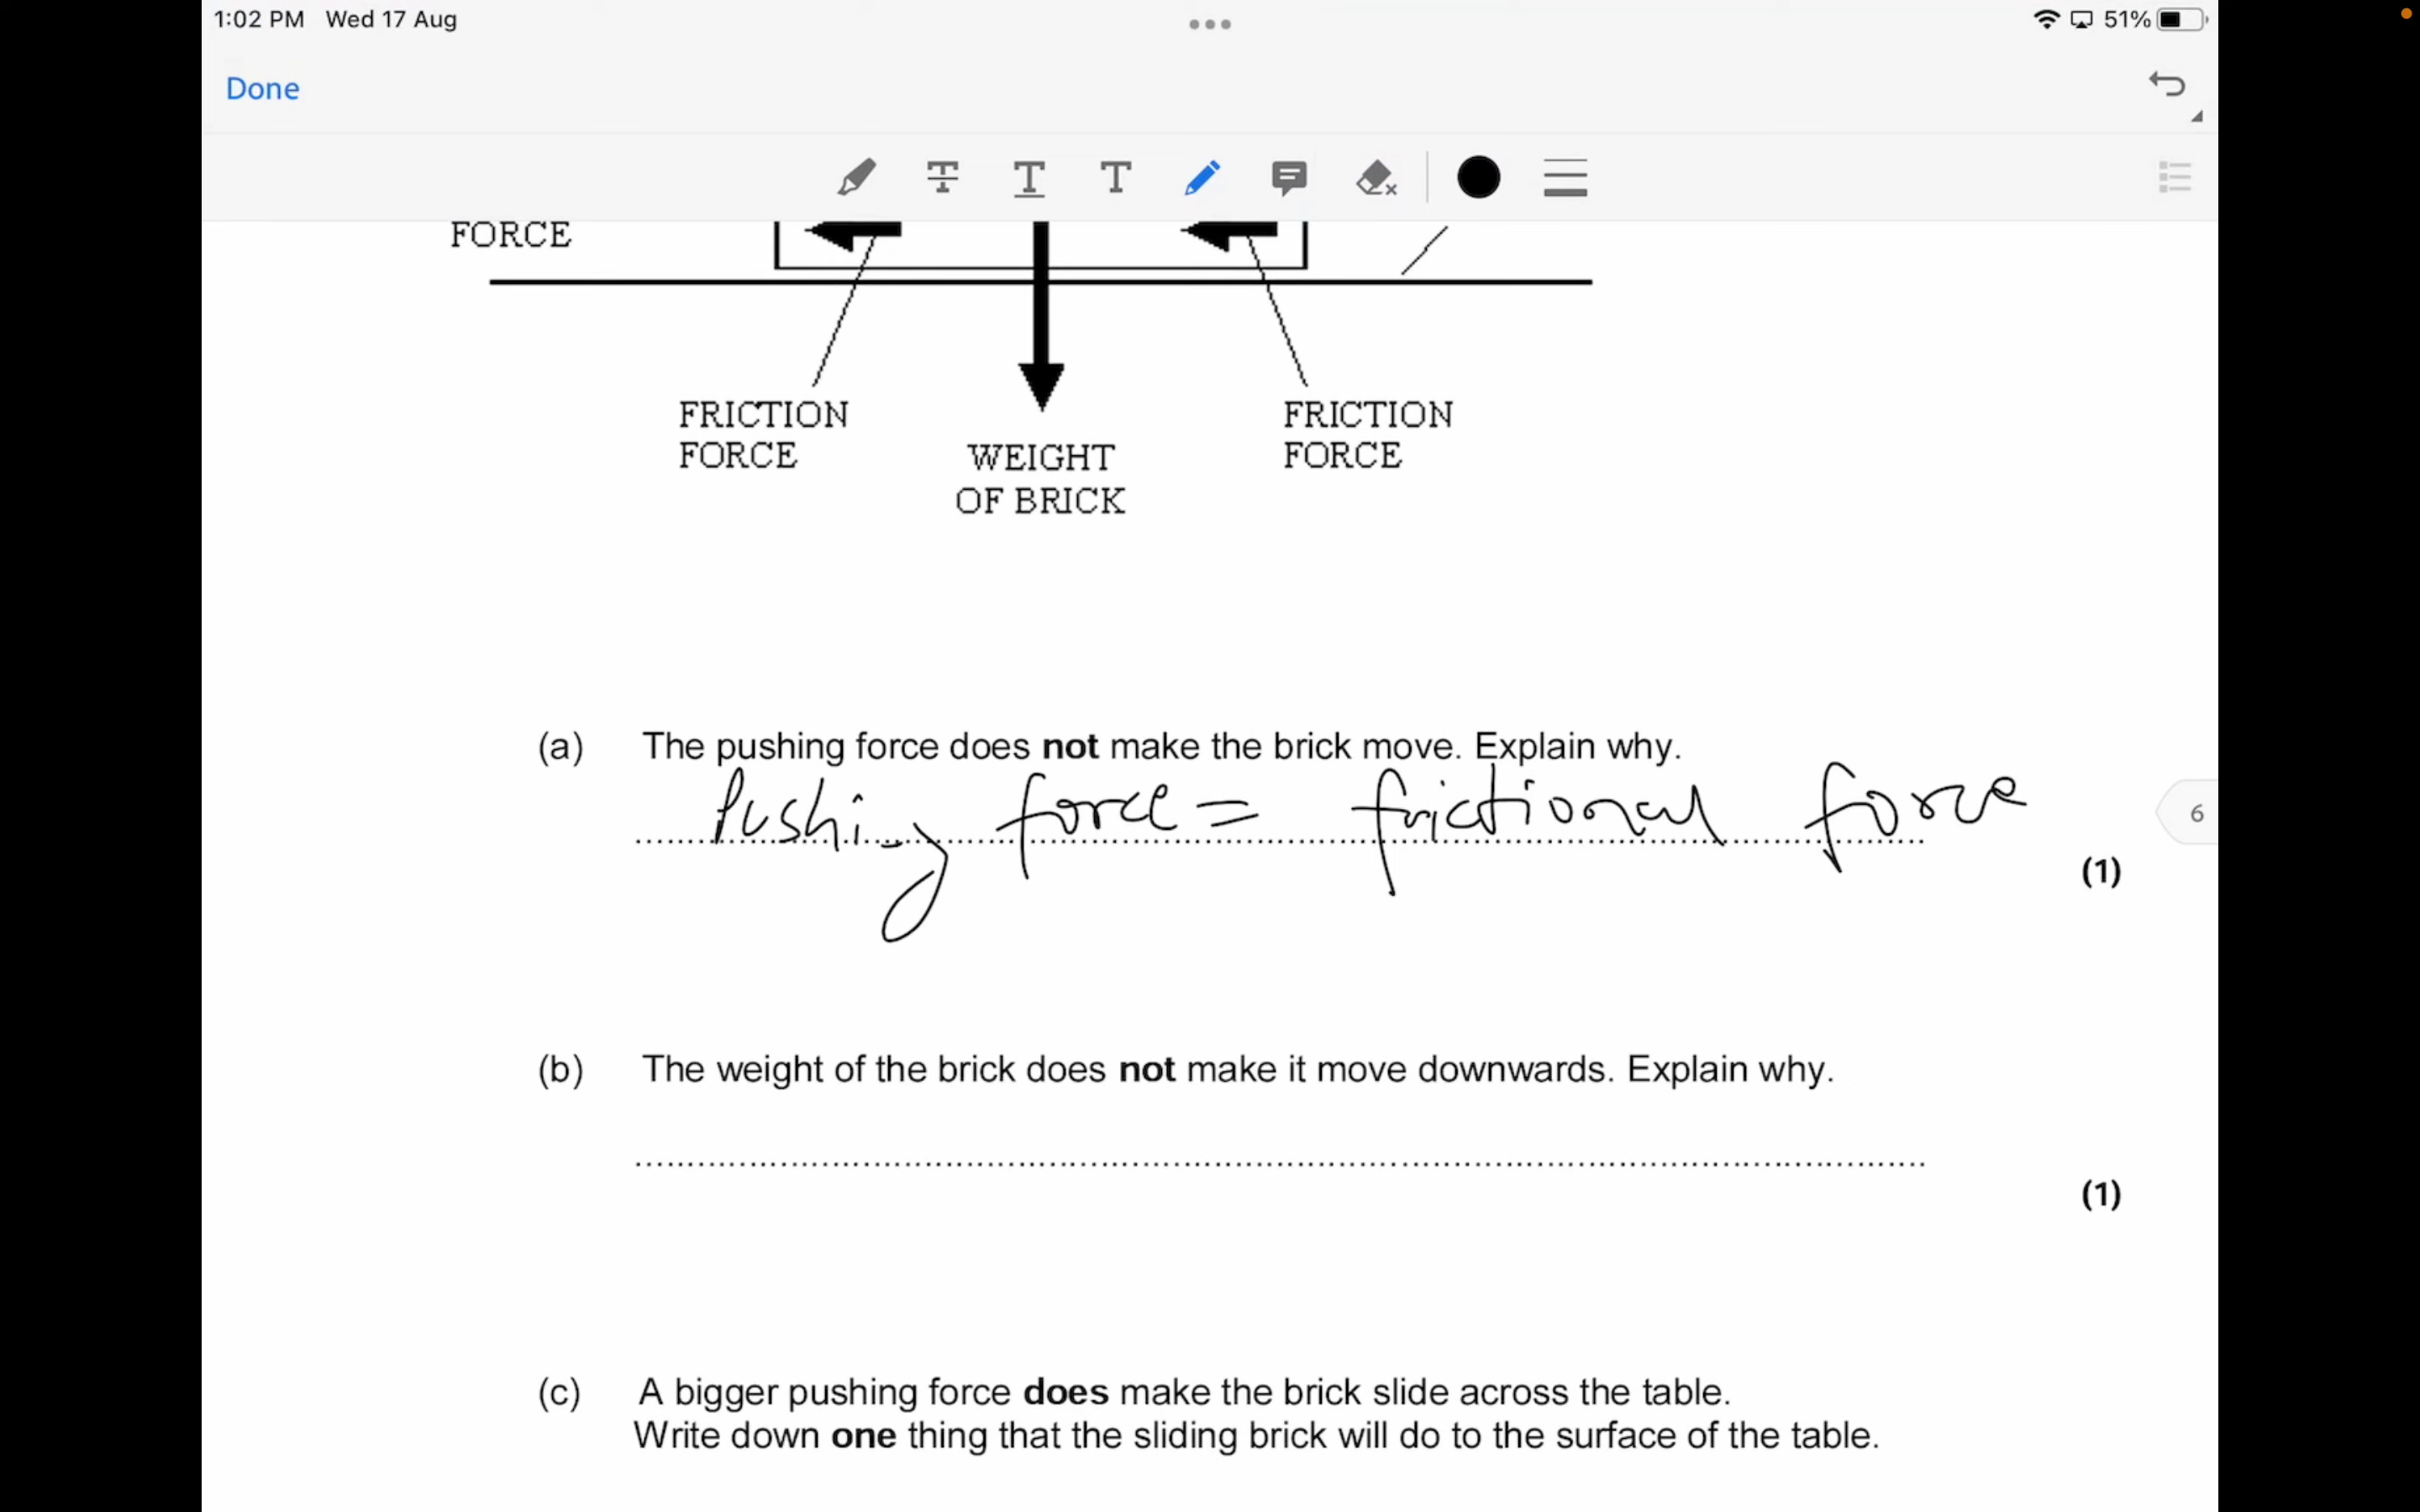 1:02 PM Wed 17 Aug
51%
Done
FORCE
FRICTION
FORCE
WEIGHT
OF BRICK
FRICTION
FORCE
(a) The pushing force does not make the brick move. Explain why.
Pushing force = frictional force
(1)
6
(b) The weight of the brick does not make it move downwards. Explain why.
(1)
(c) A bigger pushing force does make the brick slide across the table.
Write down one thing that the sliding brick will do to the surface of the table.